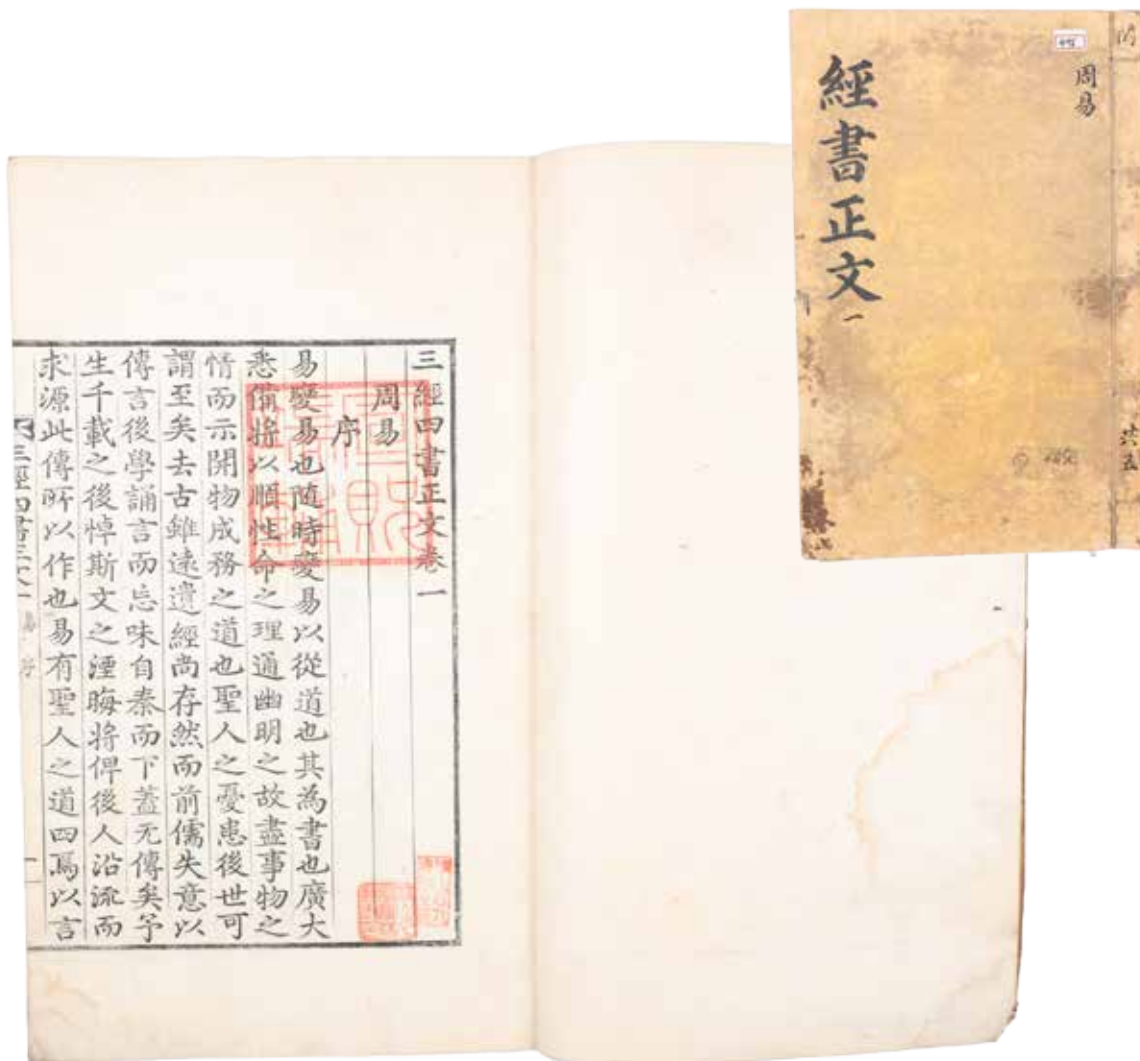 經書正文一
周易
三經四書正文卷一
周易
序
易變易也隨時變易以從道也其為書也廣大
悉備將以順性命之理通幽明之故盡事物之
情而示開物成務之道也聖人之憂患後世可
謂至矣去古雖遠遺經尚存然而前儒失意以
傳言後學誦言而忘味自秦而下蓋无傳矣予
生千載之後悼斯文之湮晦將俾後人沿流而
求源此傳所以作也易有聖人之道四焉以言
三經四書正文一